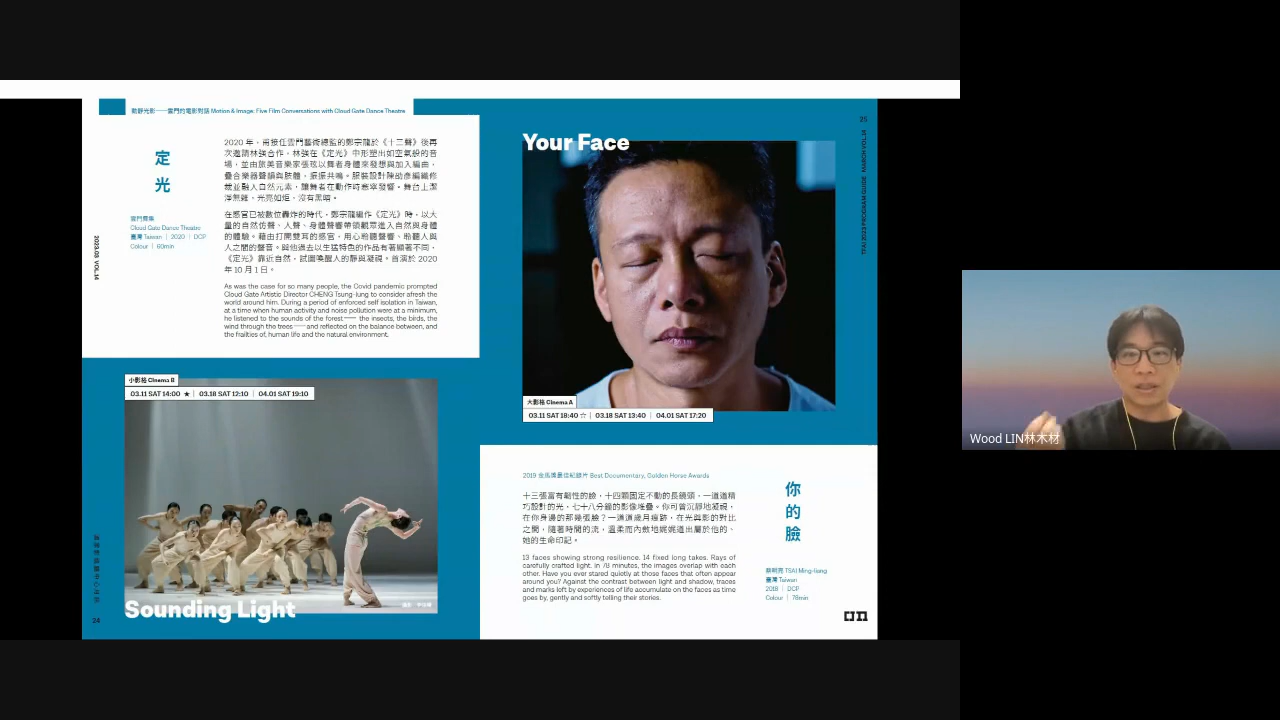 動靜光影——雲門的電影對話 Motion & Image: Five Film Conversations with Cloud Gate Dance Theatre
定
光
雲門舞集
Cloud Gate Dance Theatre
臺灣 Taiwan | 2020 | DCP
Colour | 60min
2020 年,甫接任雲門藝術總監的鄭宗龍於《十三聲》後再
次邀請林強合作。林強在《定光》中形塑出如空氣般的音
場,並由旅美音樂家張玹以舞者身體來發想與加入編曲,
疊合樂器聲韻與肢體,振振共鳴。服裝設計陳劭彥編織修
裁並融入自然元素,讓舞者在動作時窸窣發響。舞台上潔
淨無雜,光亮如炬,沒有黑暗。
在感官已被數位轟炸的時代,鄭宗龍編作《定光》時,以大
量的自然仿聲、人聲、身體聲響帶領觀眾進入自然與身體
的體驗。藉由打開雙耳的感官,用心聆聽聲響、聆聽人與
人之間的聲音。與他過去以生猛特色的作品有著顯著不同,
《定光》靠近自然,試圖喚醒人的靜與凝視。首演於 2020
年 10 月 1 日。
As was the case for so many people, the Covid pandemic prompted
Cloud Gate Artistic Director CHENG Tsung-lung to consider afresh the
world around him. During a period of enforced self isolation in Taiwan,
at a time when human activity and noise pollution were at a minimum,
he listened to the sounds of the forest—— the insects, the birds, the
wind through the trees ——and reflected on the balance between, and
the frailties of, human life and the natural environment.
2023.03 VOL.14
小影格 Cinema B
03.11 SAT 14:00 ★ | 03.18 SAT 12:10 | 04.01 SAT 19:10
Sounding Light
24
Your Face
35
TFAI 2023 PROGRAM GUIDE MARCH VOL.14
大影格 Cinema A
03.11 SAT 18:40 ☆ | 03.18 SAT 13:40 | 04.01 SAT 17:20
2019 金馬獎最佳紀錄片 Best Documentary, Golden Horse Awards
十三張富有韌性的臉,十四顆固定不動的長鏡頭,一道道精
巧設計的光,七十八分鐘的影像堆疊。你可曾沉靜地凝視,
在你身邊的那幾張臉?一道道歲月痕跡,在光與影的對比
之間,隨著時間的流,溫柔而內斂地娓娓道出屬於他的、
她的生命印記。
13 faces showing strong resilience. 14 fixed long takes. Rays of
carefully crafted light. In 78 minutes, the images overlap with each
other. Have you ever stared quietly at those faces that often appear
around you? Against the contrast between light and shadow, traces
and marks left by experiences of life accumulate on the faces as time
goes by, gently and softly telling their stories.
你
的
臉
蔡明亮 TSAI Ming-liang
臺灣 Taiwan
2018 | DCP
Colour | 78min
Wood LIN林木材